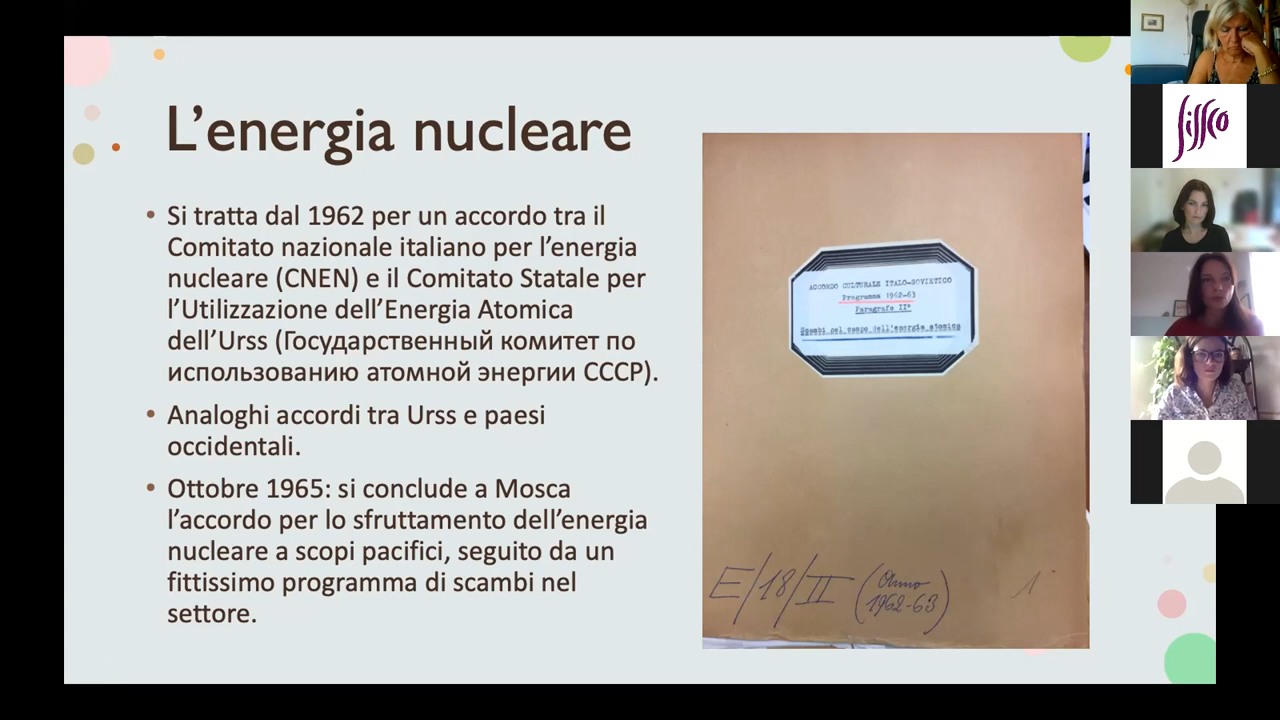 L'energia nucleare
• Si tratta dal 1962 per un accordo tra il
Comitato nazionale italiano per l'energia
nucleare (CNEN) e il Comitato Statale per
l'Utilizzazione dell'Energia Atomica
dell'Urss (Государственный комитет по
использованию атомной энергии СССР).
• Analoghi accordi tra Urss e paesi
occidentali.
• Ottobre 1965: si conclude a Mosca
l'accordo per lo sfruttamento dell'energia
nucleare a scopi pacifici, seguito da un
fittissimo programma di scambi nel
settore.
ACCORDO CULTURALE ITALO-SOVIETICO
Programma 1962-63
Paragrafo II°
Scambi nel campo dell'energia atomica
E/18/II (Anno
1962-63)
1
Sissco